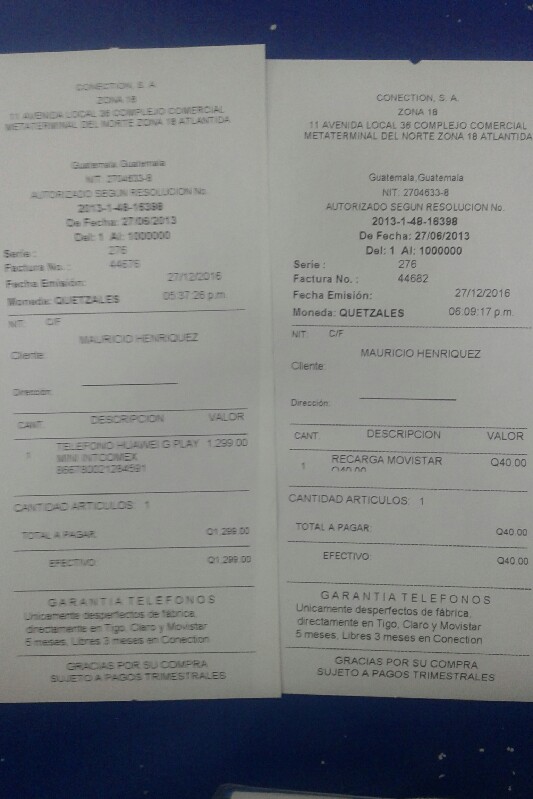 CONECTION, S. A.
ZONA 18
11 AVENIDA LOCAL 36 COMPLEJO COMERCIAL
METATERMINAL DEL NORTE ZONA 18 ATLANTIDA
Guatemala,Guatemala
NIT. 2704633-8
AUTORIZADO SEGUN RESOLUCION No.
2013-1-48-16398
De Fecha: 27/06/2013
Del: 1 Al: 1000000
Serie : 276
Factura No. : 44676
Fecha Emisión: 27/12/2016
Moneda: QUETZALES 05:37:26 p.m.
NIT: C/F
MAURICIO HENRIQUEZ
Cliente:
Dirección:
CANT. DESCRIPCION VALOR
1 TELEFONO HUAWEI G PLAY 1,299.00
MINI INTCOMEX
CANTIDAD ARTICULOS: 1
TOTAL A PAGAR: Q1,299.00
EFECTIVO: Q1,299.00
GARANTIA TELEFONOS
Unicamente desperfectos de fábrica,
directamente en Tigo, Claro y Movistar
5 meses, Libres 3 meses en Conection
GRACIAS POR SU COMPRA
SUJETO A PAGOS TRIMESTRALES
CONECTION, S. A.
ZONA 18
11 AVENIDA LOCAL 36 COMPLEJO COMERCIAL
METATERMINAL DEL NORTE ZONA 18 ATLANTIDA
Guatemala,Guatemala
NIT. 2704633-8
AUTORIZADO SEGUN RESOLUCION No.
2013-1-48-16398
De Fecha: 27/06/2013
Del: 1 Al: 1000000
Serie : 276
Factura No. : 44682
Fecha Emisión: 27/12/2016
Moneda: QUETZALES 06:09:17 p.m.
NIT: C/F
MAURICIO HENRIQUEZ
Cliente:
Dirección:
CANT. DESCRIPCION VALOR
1 RECARGA MOVISTAR Q40.00
Q40.00
CANTIDAD ARTICULOS: 1
TOTAL A PAGAR: Q40.00
EFECTIVO: Q40.00
GARANTIA TELEFONOS
Unicamente desperfectos de fábrica,
directamente en Tigo, Claro y Movistar
5 meses, Libres 3 meses en Conection
GRACIAS POR SU COMPRA
SUJETO A PAGOS TRIMESTRALES